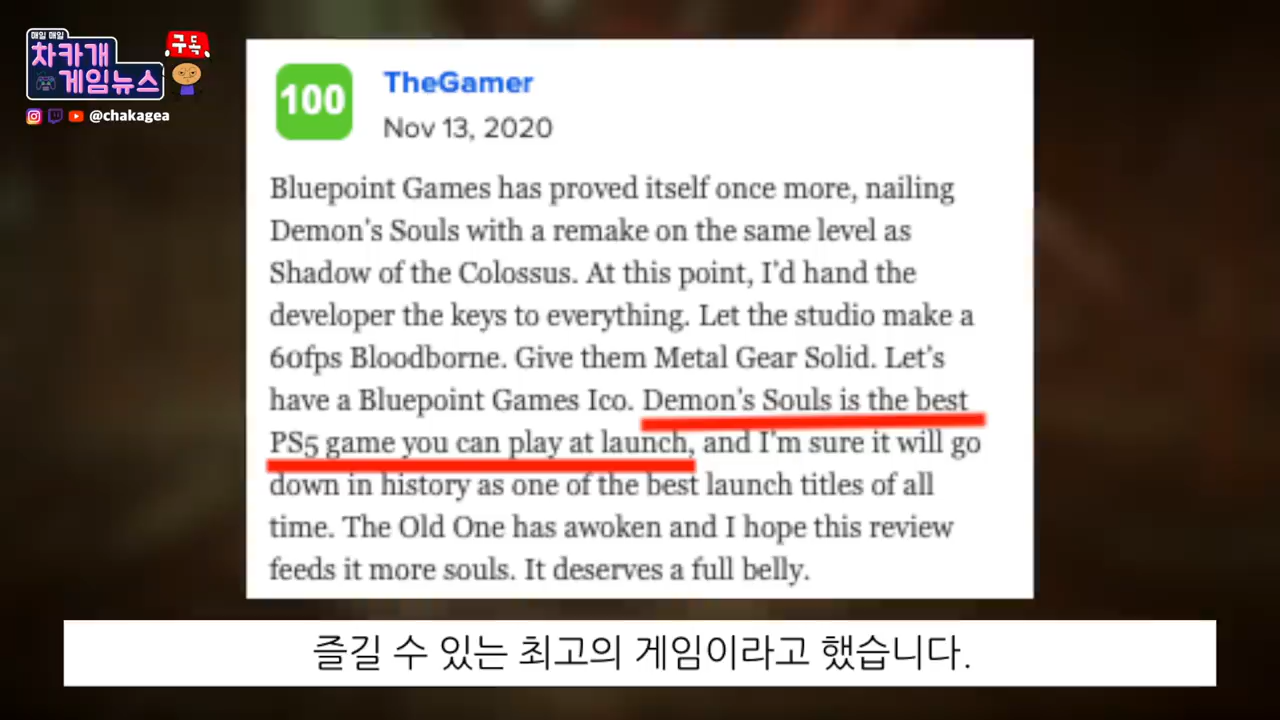 매일 매일
차카개
게임뉴스
구독
@chakagea
100
TheGamer
Nov 13, 2020
Bluepoint Games has proved itself once more, nailing
Demon's Souls with a remake on the same level as
Shadow of the Colossus. At this point, I'd hand the
developer the keys to everything. Let the studio make a
60fps Bloodborne. Give them Metal Gear Solid. Let's
have a Bluepoint Games Ico. Demon's Souls is the best
PS5 game you can play at launch, and I'm sure it will go
down in history as one of the best launch titles of all
time. The Old One has awoken and I hope this review
feeds it more souls. It deserves a full belly.
즐길 수 있는 최고의 게임이라고 했습니다.